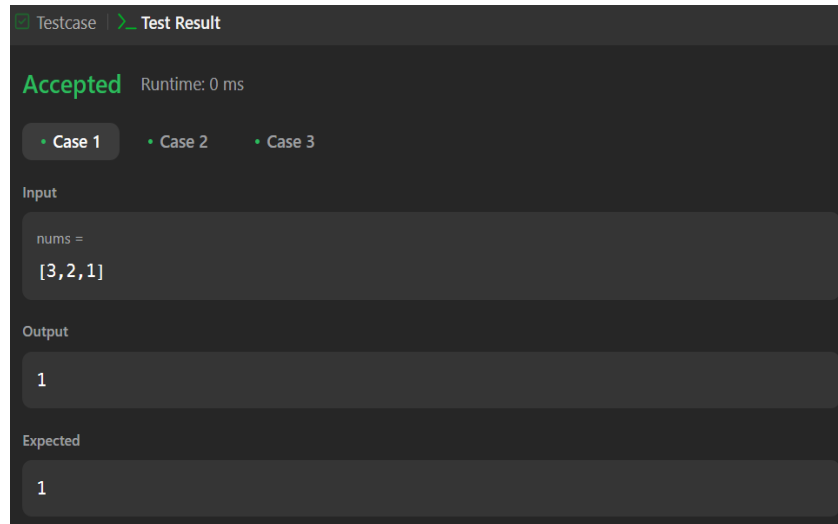 Testcase | >_ Test Result
Accepted Runtime: 0 ms
• Case 1 • Case 2 • Case 3
Input
nums =
[3,2,1]
Output
1
Expected
1